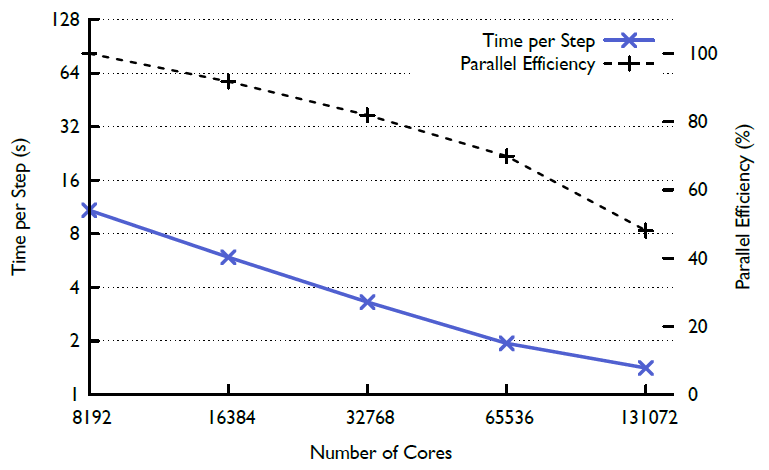 128
64
32
16
8
4
2
1
Time per Step (s)
Time per Step
Parallel Efficiency
100
80
60
40
20
0
Parallel Efficiency (%)
8192 16384 32768 65536 131072
Number of Cores